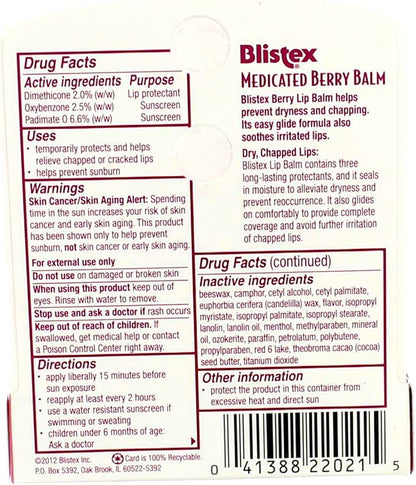 Drug Facts
Active ingredients Purpose
Dimethicone 2.0% (w/w) Lip protectant
Oxybenzone 2.5% (w/w) Sunscreen
Padimate O 6.6% (w/w) Sunscreen
Uses
• temporarily protects and helps
relieve chapped or cracked lips
• helps prevent sunburn
Warnings
Skin Cancer/Skin Aging Alert: Spending
time in the sun increases your risk of skin
cancer and early skin aging. This product
has been shown only to help prevent
sunburn, not skin cancer or early skin aging.
For external use only
Do not use on damaged or broken skin
When using this product keep out of
eyes. Rinse with water to remove.
Stop use and ask a doctor if rash occurs
Keep out of reach of children. If
swallowed, get medical help or contact
a Poison Control Center right away.
Directions
• apply liberally 15 minutes before
sun exposure
• reapply at least every 2 hours
• use a water resistant sunscreen if
swimming or sweating
• children under 6 months of age:
Ask a doctor
©2012 Blistex Inc. Card is 100% Recyclable.
P.O. Box 5392, Oak Brook, IL 60522-5392
Blistex®
MEDICATED BERRY BALM
Blistex Berry Lip Balm helps
prevent dryness and chapping.
Its easy glide formula also
soothes irritated lips.
Dry, Chapped Lips:
Blistex Lip Balm contains three
long-lasting protectants, and it seals
in moisture to alleviate dryness and
prevent reoccurrence. It also glides
on comfortably to provide complete
coverage and avoid further irritation
of chapped lips.
Drug Facts (continued)
Inactive ingredients
beeswax, camphor, cetyl alcohol, cetyl palmitate,
euphorbia cerifera (candelilla) wax, flavor, isopropyl
myristate, isopropyl palmitate, isopropyl stearate,
lanolin, lanolin oil, menthol, methylparaben, mineral
oil, ozokerite, paraffin, petrolatum, polybutene,
propylparaben, red 6 lake, theobroma cacao (cocoa)
seed butter, titanium dioxide
Other information
• protect the product in this container from
excessive heat and direct sun
0 41388 22021 5